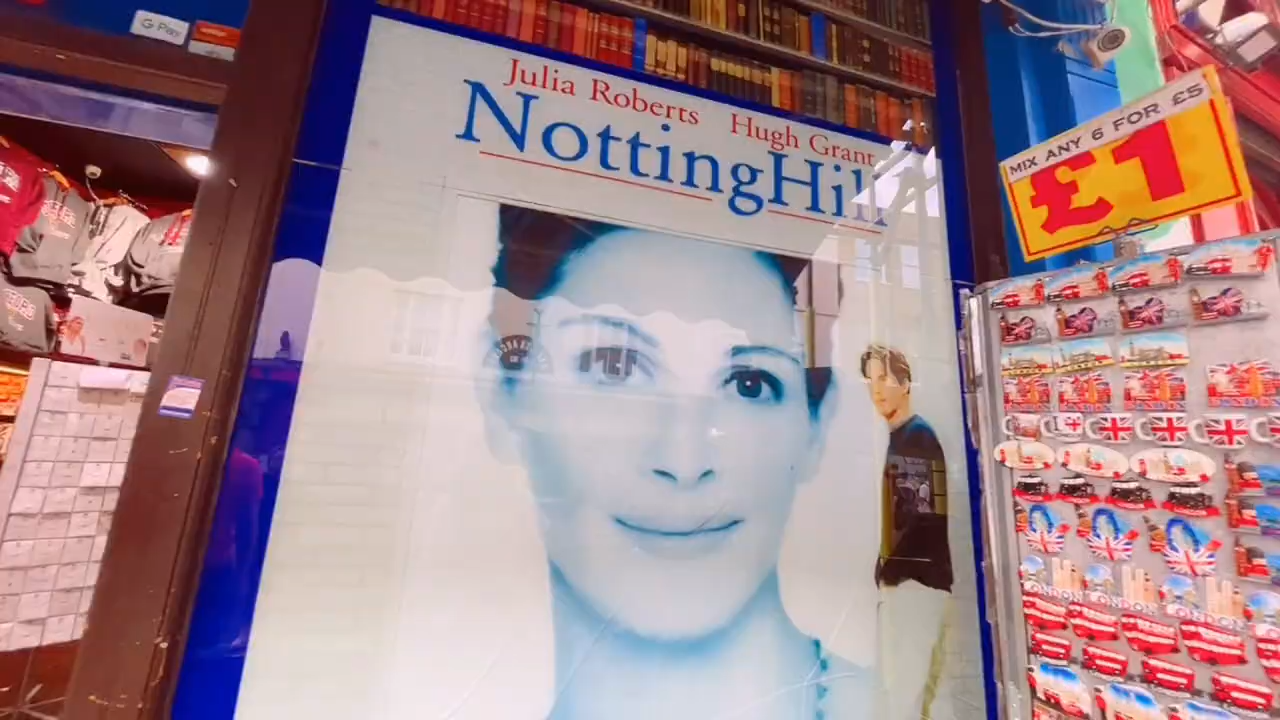 G Pay
Julia Roberts Hugh Grant
NottingHill
MIX ANY 6 FOR £5
£1
LONDON LONDON LONDON